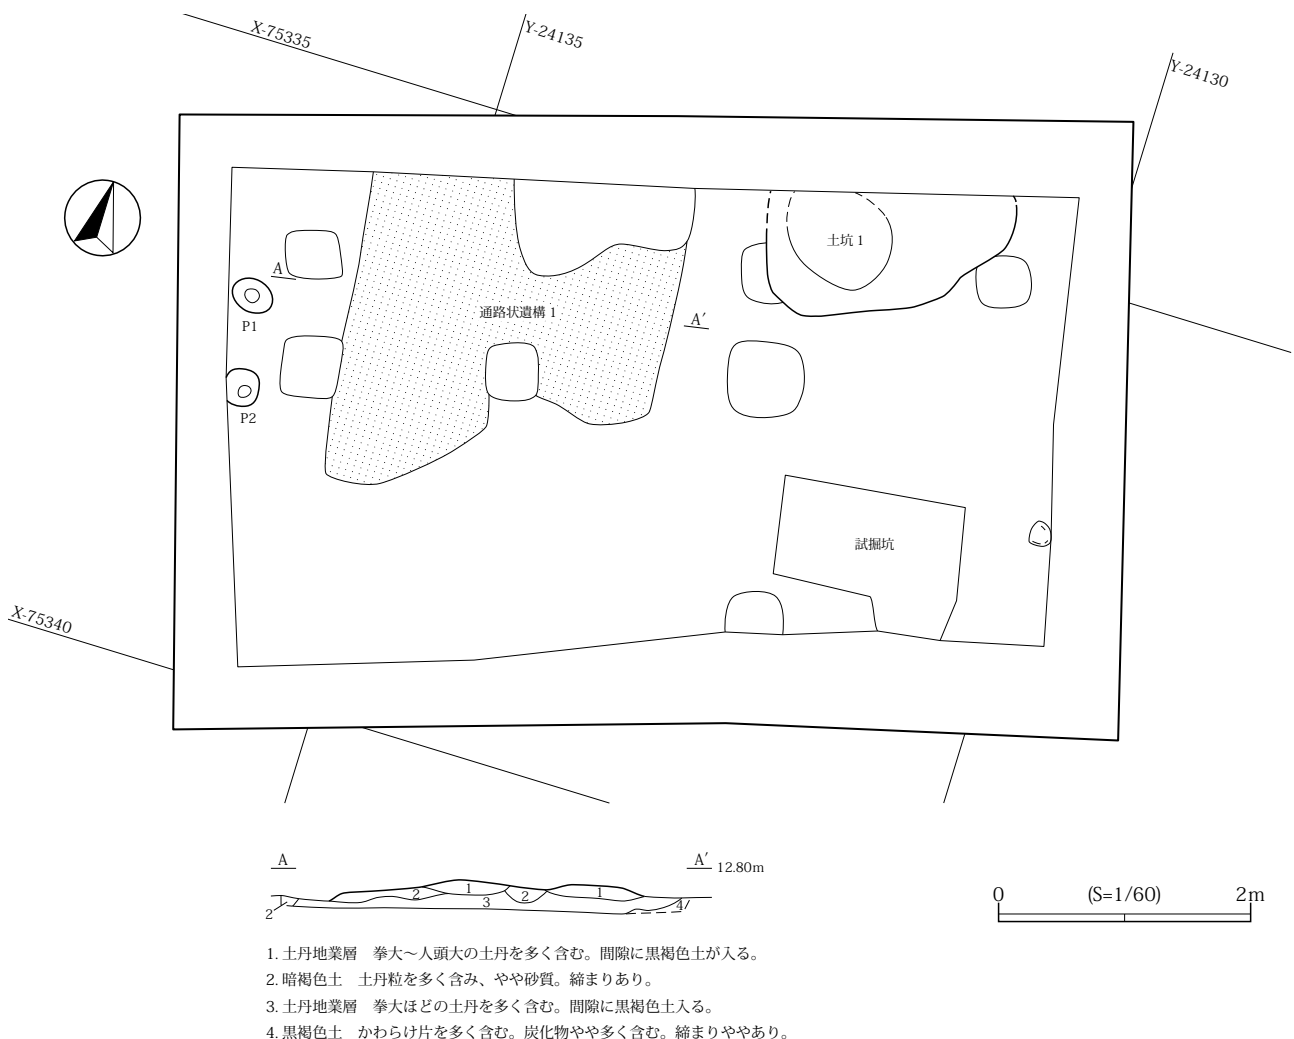 X-75335
Y-24135
Y-24130
土坑 1
A
通路状遺構 1
A′
P1
P2
試掘坑
X-75340
A
A′ 12.80m
2
1
2
1
3
2
4
0 (S=1/60) 2m
1. 土丹地業層　拳大〜人頭大の土丹を多く含む。間隙に黒褐色土が入る。
2. 暗褐色土　土丹粒を多く含み、やや砂質。締まりあり。
3. 土丹地業層　拳大ほどの土丹を多く含む。間隙に黒褐色土入る。
4. 黒褐色土　かわらけ片を多く含む。炭化物やや多く含む。締まりややあり。